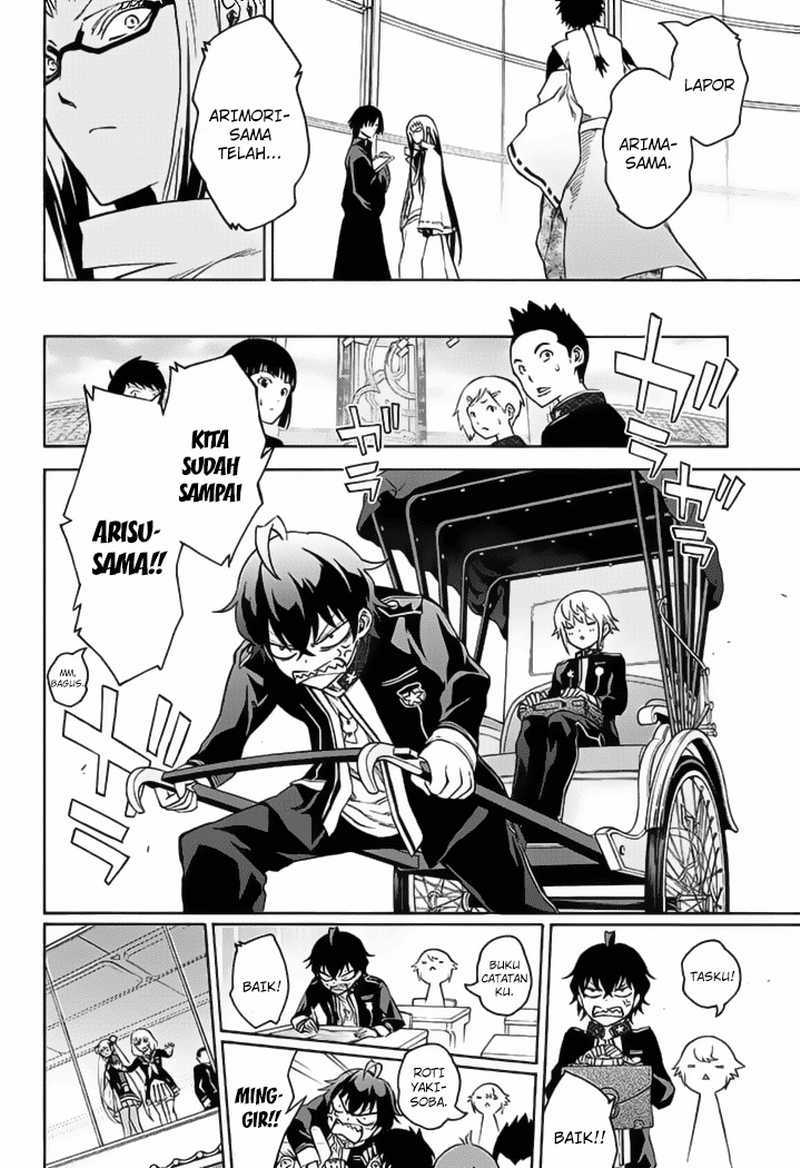 LAPOR
ARIMA-
SAMA.
ARIMORI-
SAMA
TELAH...
KITA
SUDAH
SAMPAI
ARISU-
SAMA!!
MM,
BAGUS.
TASKU!
BAIK!!
BUKU
CATATAN
KU.
BAIK!
ROTI
YAKI-
SOBA.
MING-
GIR!